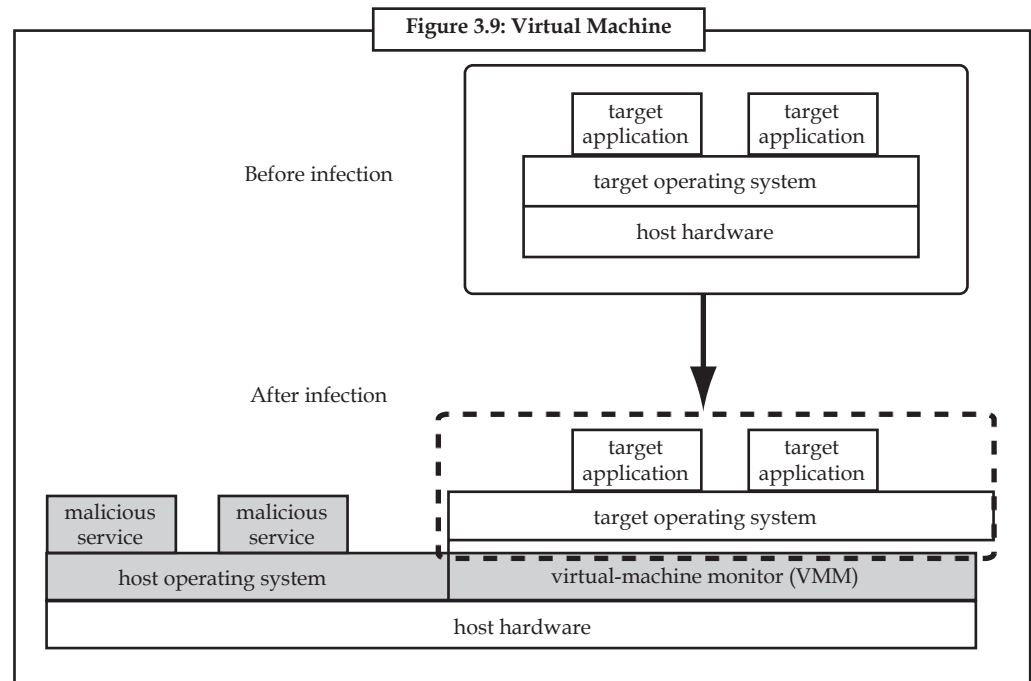 Figure 3.9: Virtual Machine
target
application
target
application
Before infection
target operating system
host hardware
After infection
target
application
target
application
malicious
service
malicious
service
target operating system
host operating system
virtual-machine monitor (VMM)
host hardware